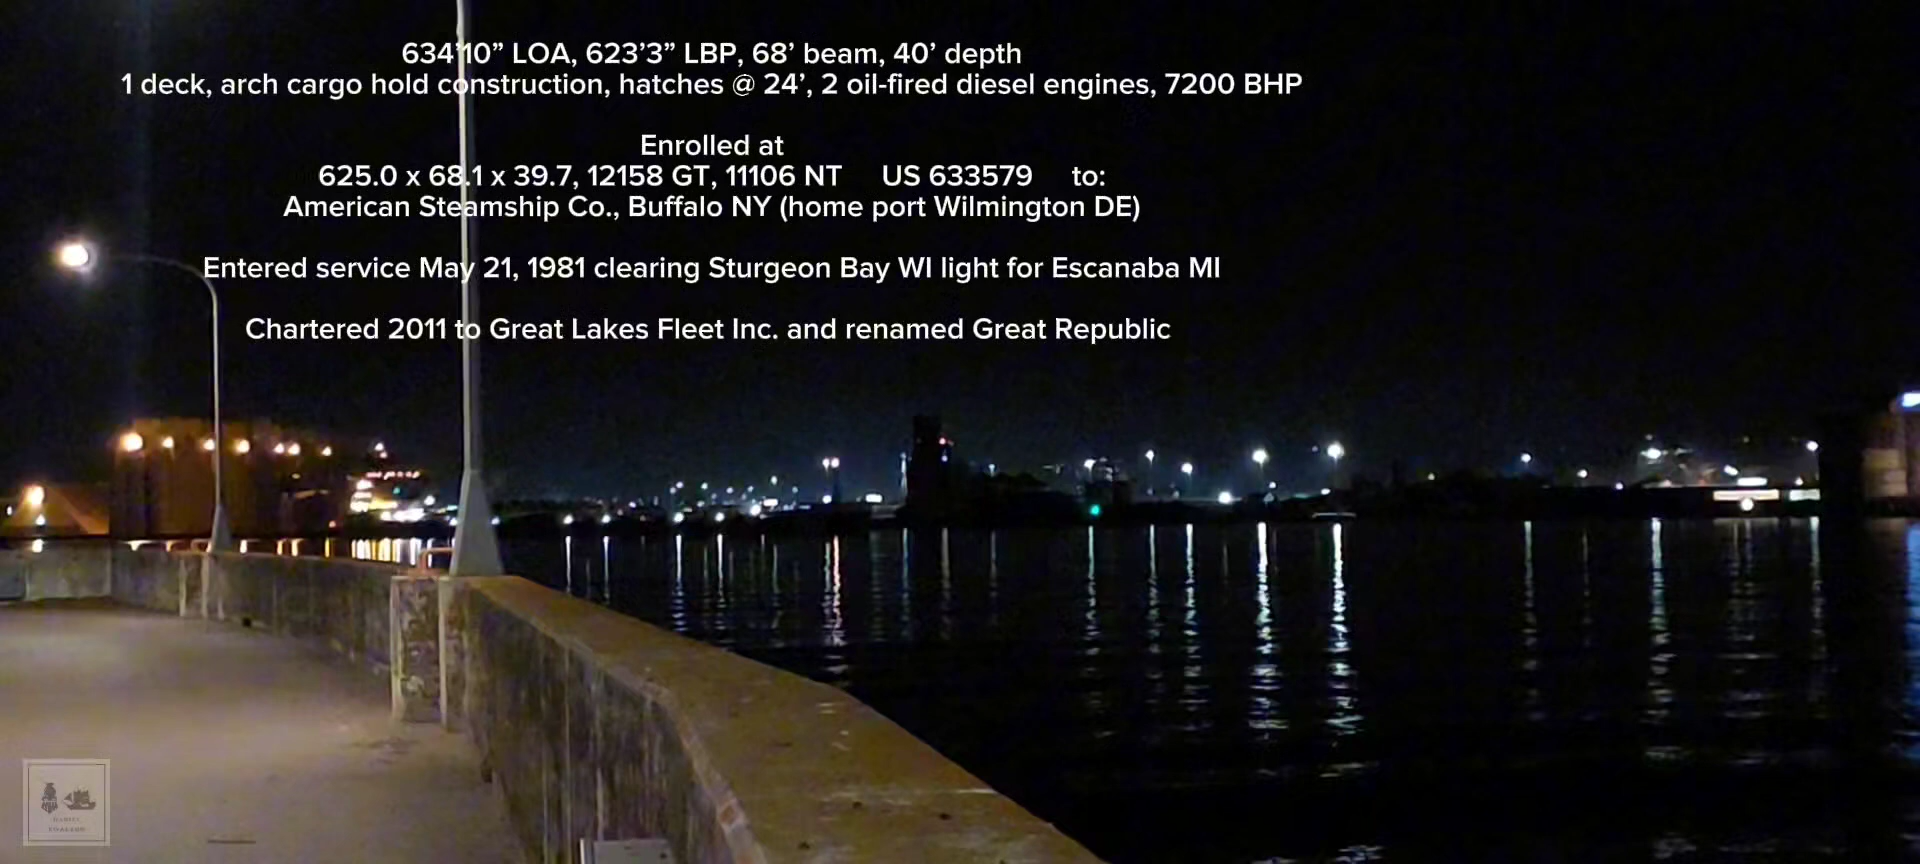 634’10” LOA, 623’3” LBP, 68’ beam, 40’ depth
1 deck, arch cargo hold construction, hatches @ 24’, 2 oil-fired diesel engines, 7200 BHP
Enrolled at
625.0 x 68.1 x 39.7, 12158 GT, 11106 NT US 633579 to:
American Steamship Co., Buffalo NY (home port Wilmington DE)
Entered service May 21, 1981 clearing Sturgeon Bay WI light for Escanaba MI
Chartered 2011 to Great Lakes Fleet Inc. and renamed Great Republic